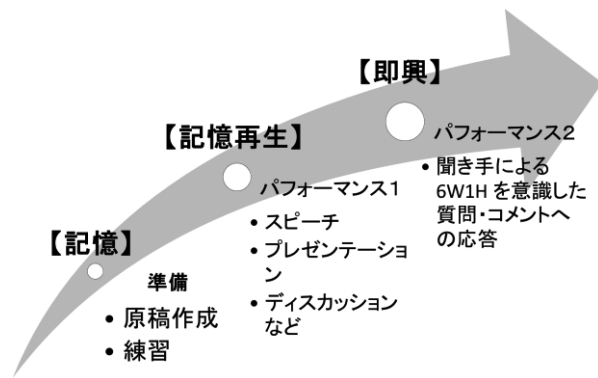 【記憶】
準備
• 原稿作成
• 練習
【記憶再生】
パフォーマンス1
• スピーチ
• プレゼンテーショ
ン
• ディスカッション
など
【即興】
パフォーマンス2
• 聞き手による
6W1H を意識した
質問・コメントへ
の応答